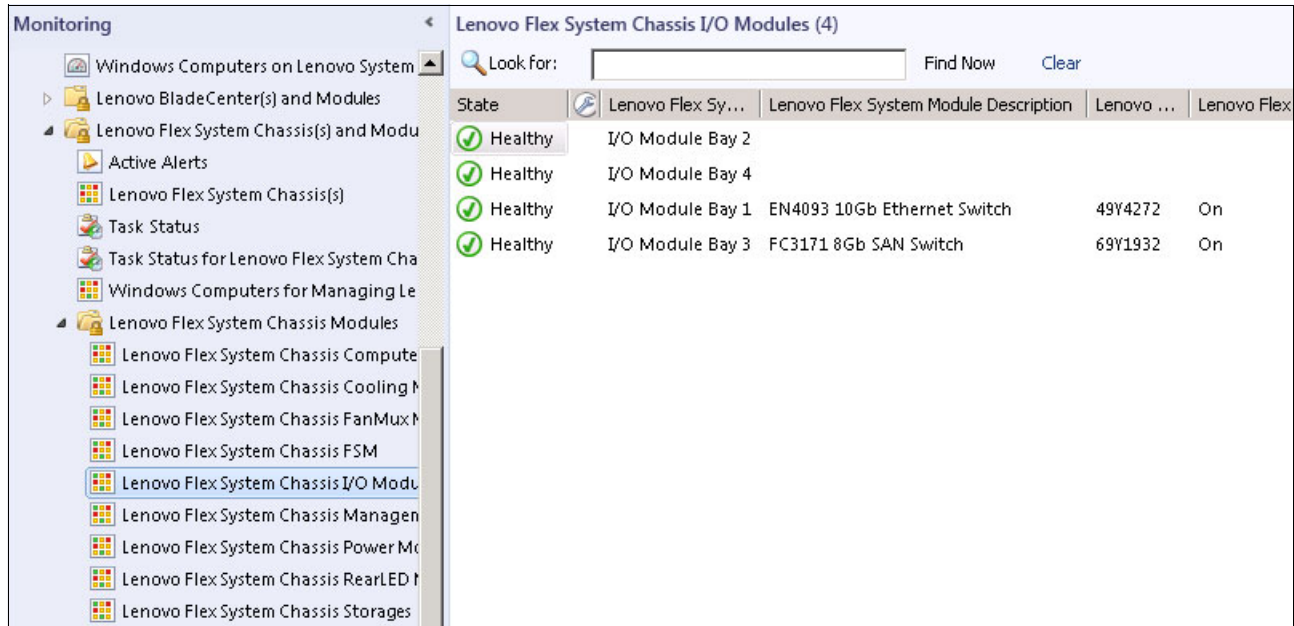 Monitoring
Windows Computers on Lenovo System
Lenovo BladeCenter(s) and Modules
Lenovo Flex System Chassis(s) and Modu
Active Alerts
Lenovo Flex System Chassis(s)
Task Status
Task Status for Lenovo Flex System Cha
Windows Computers for Managing Le
Lenovo Flex System Chassis Modules
Lenovo Flex System Chassis Compute
Lenovo Flex System Chassis Cooling M
Lenovo Flex System Chassis FanMux M
Lenovo Flex System Chassis FSM
Lenovo Flex System Chassis I/O Modu
Lenovo Flex System Chassis Managem
Lenovo Flex System Chassis Power Mo
Lenovo Flex System Chassis RearLED M
Lenovo Flex System Chassis Storages
Lenovo Flex System Chassis I/O Modules (4)
Look for: Find Now Clear
State Lenovo Flex Sy... Lenovo Flex System Module Description Lenovo ... Lenovo Flex
Healthy I/O Module Bay 2
Healthy I/O Module Bay 4
Healthy I/O Module Bay 1 EN4093 10Gb Ethernet Switch 49Y4272 On
Healthy I/O Module Bay 3 FC3171 8Gb SAN Switch 69Y1932 On